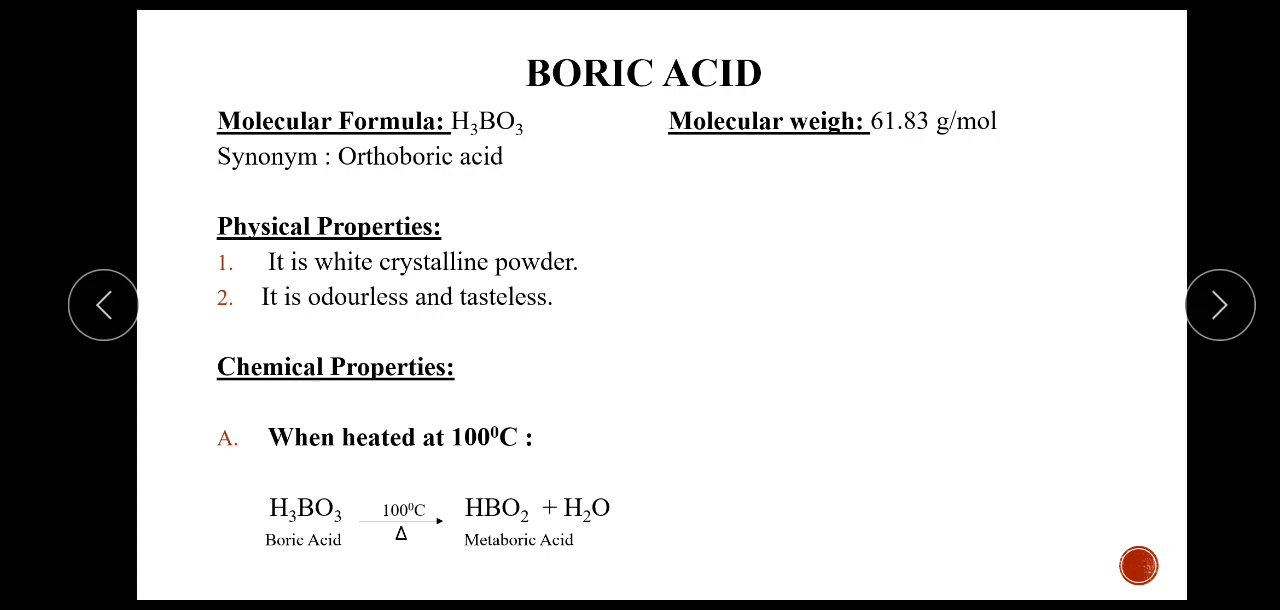 BORIC ACID
Molecular Formula: H₃BO₃ Molecular weigh: 61.83 g/mol
Synonym : Orthoboric acid
Physical Properties:
1. It is white crystalline powder.
2. It is odourless and tasteless.
Chemical Properties:
A. When heated at 100⁰C :
H₃BO₃ 100⁰C HBO₂ + H₂O
Δ
Boric Acid Metaboric Acid